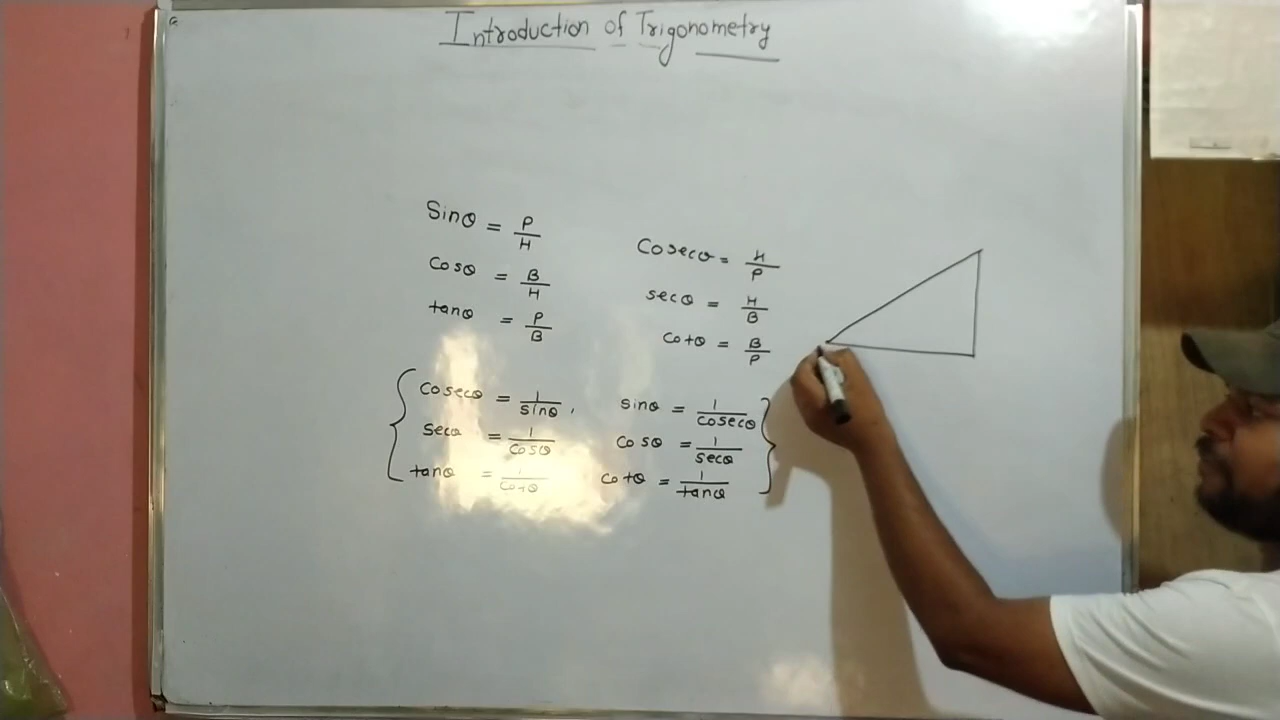 Introduction of Trigonometry
Sinθ = P/H
Cosθ = B/H
tanθ = P/B
Cosecθ = H/P
secθ = H/B
Cotθ = B/P
Cosecθ = 1/sinθ ,
secθ = 1/Cosθ
tanθ = 1/Cotθ
sinθ = 1/Cosecθ
Cosθ = 1/secθ
Cotθ = 1/tanθ